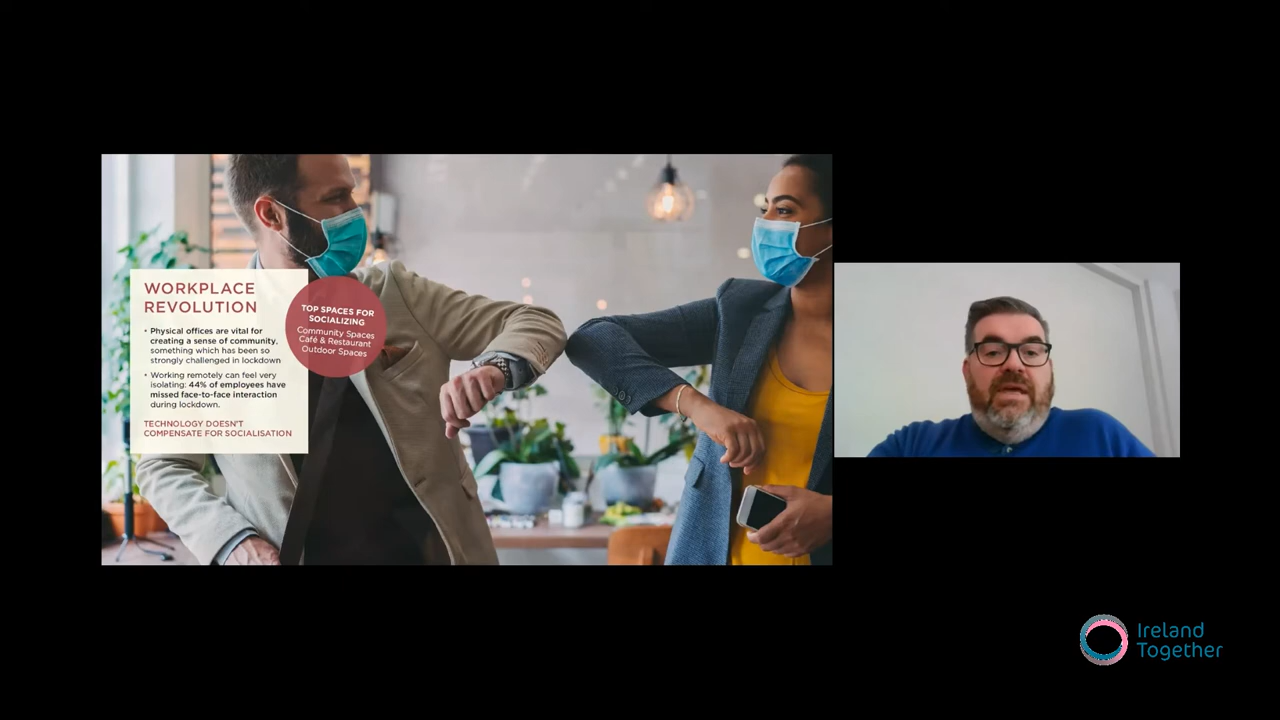 WORKPLACE
REVOLUTION
• Physical offices are vital for
creating a sense of community,
something which has been so
strongly challenged in lockdown
• Working remotely can feel very
isolating: 44% of employees have
missed face-to-face interaction
during lockdown.
TECHNOLOGY DOESN'T
COMPENSATE FOR SOCIALISATION
TOP SPACES FOR
SOCIALIZING
Community Spaces
Café & Restaurant
Outdoor Spaces
Ireland
Together